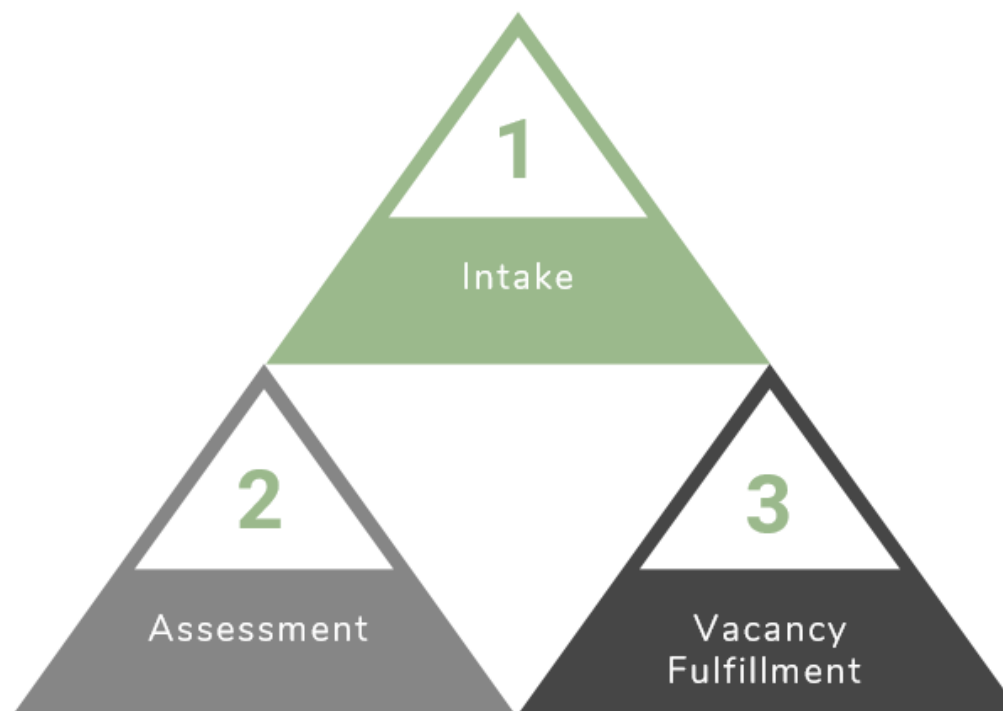 1
Intake
2
Assessment
3
Vacancy
Fulfillment